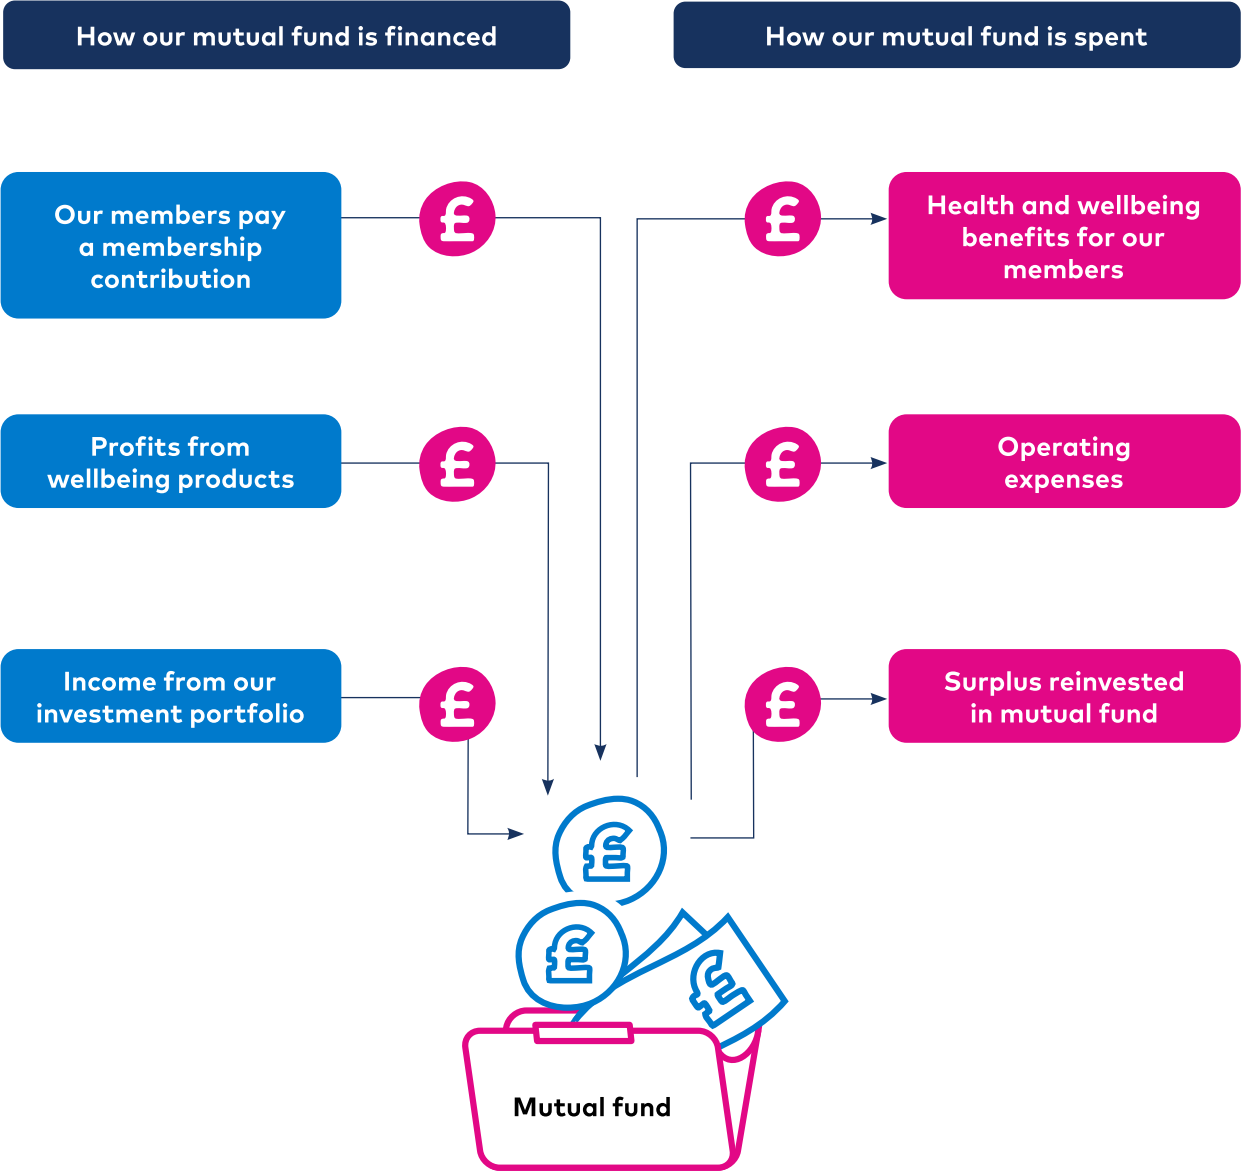 How our mutual fund is financed
How our mutual fund is spent
Our members pay
a membership
contribution
£
£
Health and wellbeing
benefits for our
members
Profits from
wellbeing products
£
£
Operating
expenses
Income from our
investment portfolio
£
£
Surplus reinvested
in mutual fund
£
£
£
Mutual fund